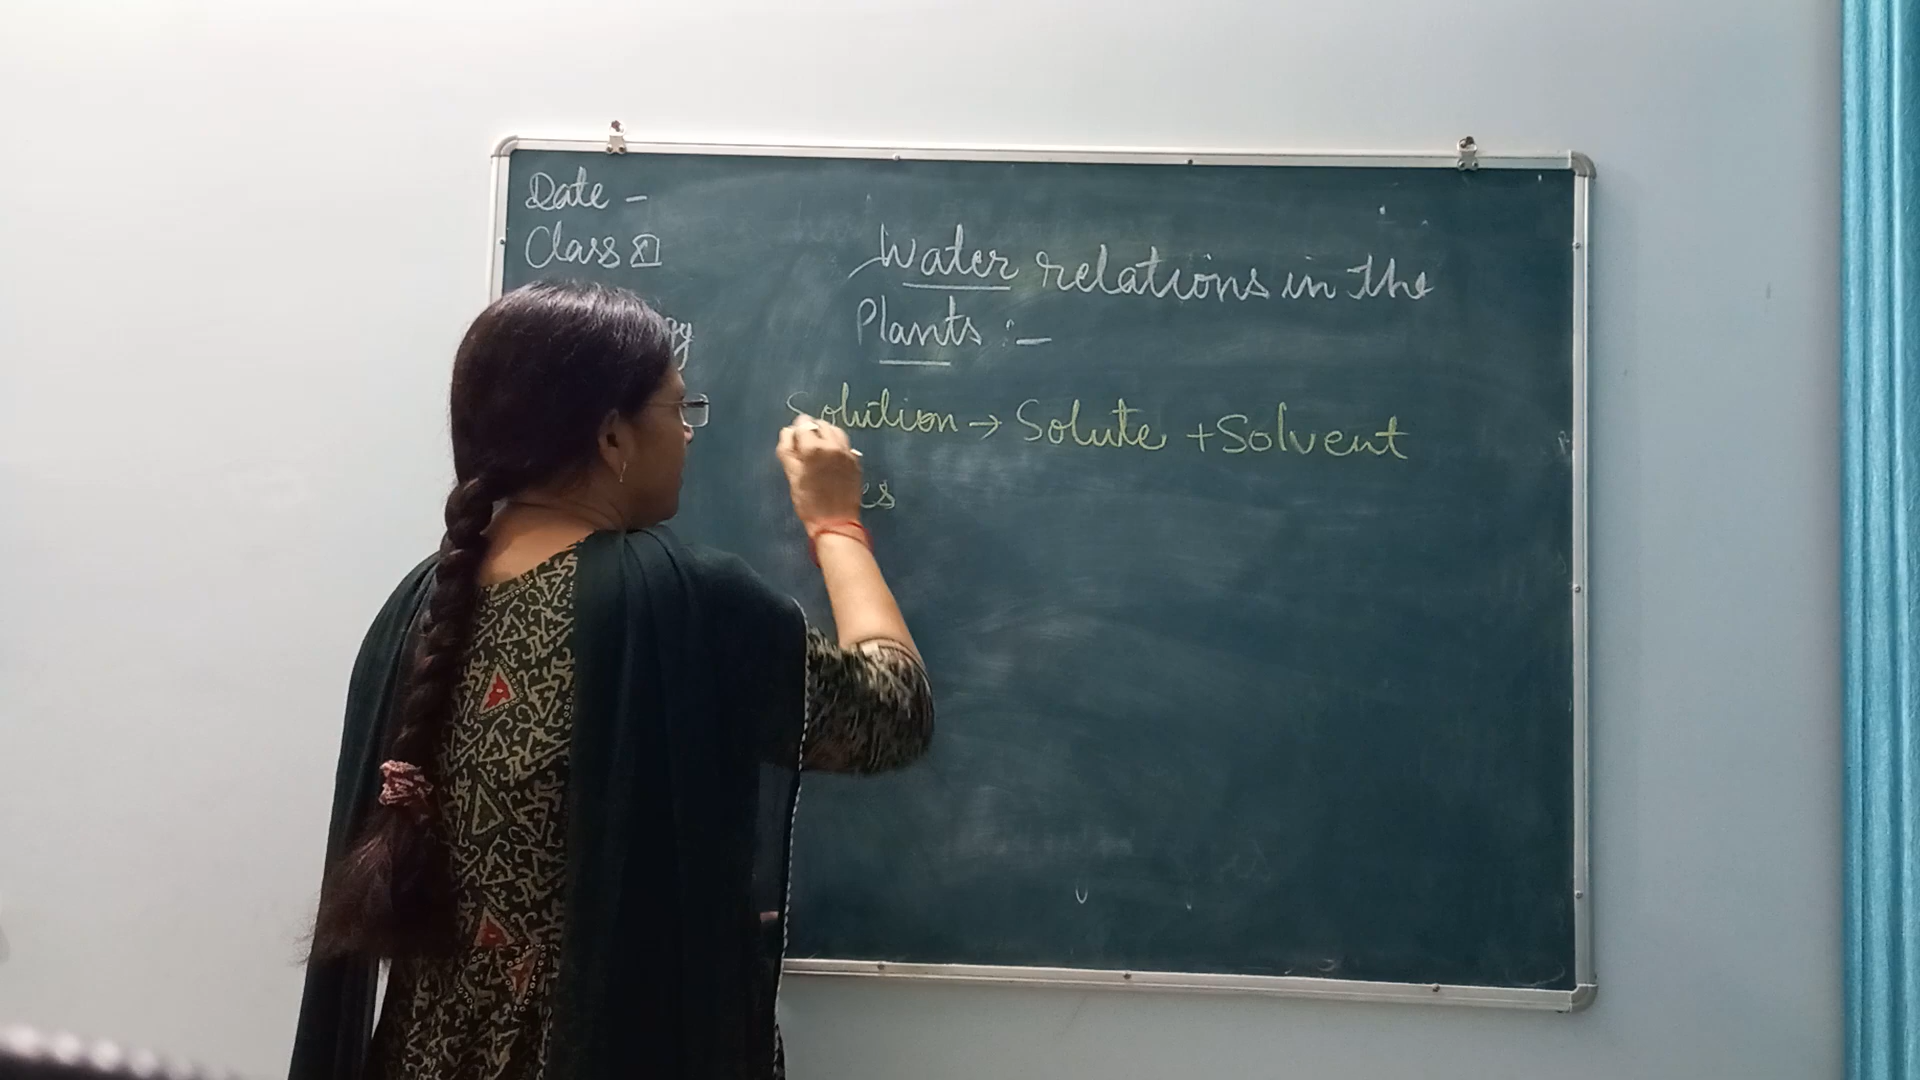 Date -
Class XI
Water relations in the
Plants :-
Solution → Solute + Solvent